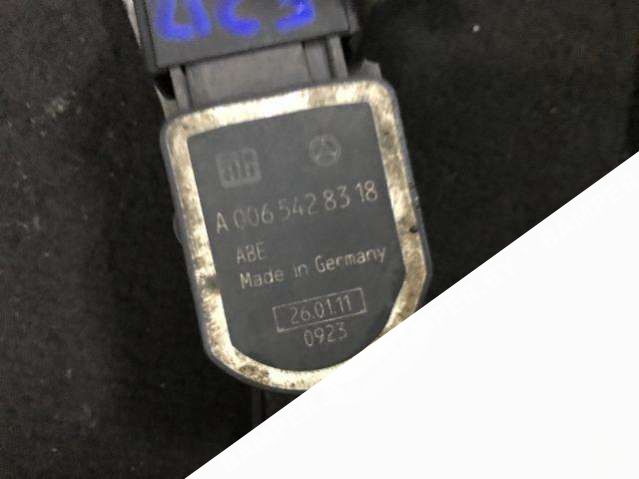 A 006 542 83 18
ABE
Made in Germany
26.01.11
0923